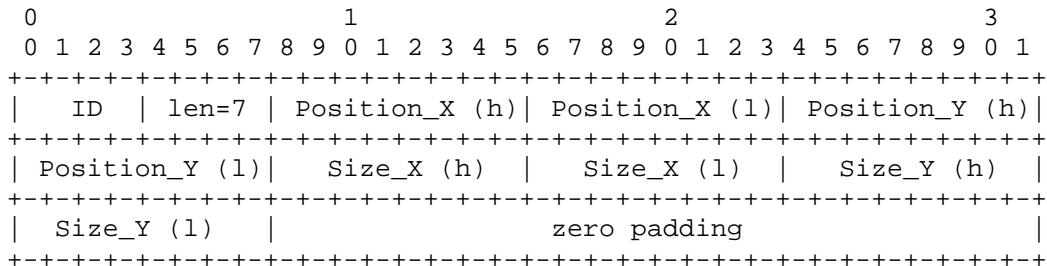 0                   1                   2                   3
 0 1 2 3 4 5 6 7 8 9 0 1 2 3 4 5 6 7 8 9 0 1 2 3 4 5 6 7 8 9 0 1
+-+-+-+-+-+-+-+-+-+-+-+-+-+-+-+-+-+-+-+-+-+-+-+-+-+-+-+-+-+-+-+-+
|   ID  | len=7 | Position_X (h)| Position_X (l)| Position_Y (h)|
+-+-+-+-+-+-+-+-+-+-+-+-+-+-+-+-+-+-+-+-+-+-+-+-+-+-+-+-+-+-+-+-+
| Position_Y (l)|   Size_X (h)  |   Size_X (l)  |   Size_Y (h)  |
+-+-+-+-+-+-+-+-+-+-+-+-+-+-+-+-+-+-+-+-+-+-+-+-+-+-+-+-+-+-+-+-+
|  Size_Y (l)   |                 zero padding                  |
+-+-+-+-+-+-+-+-+-+-+-+-+-+-+-+-+-+-+-+-+-+-+-+-+-+-+-+-+-+-+-+-+